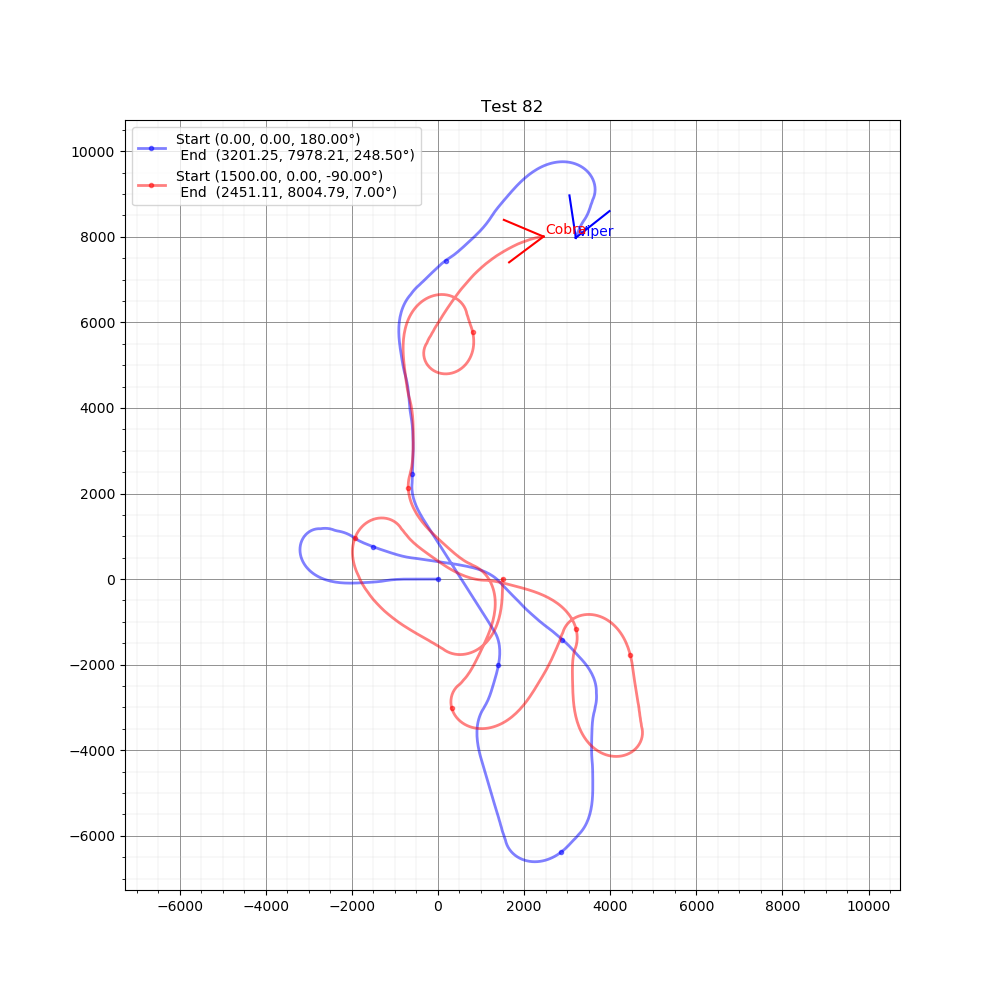 Test 82
Start (0.00, 0.00, 180.00°)
End (3201.25, 7978.21, 248.50°)
Start (1500.00, 0.00, -90.00°)
End (2451.11, 8004.79, 7.00°)
10000
8000
6000
4000
2000
0
−2000
−4000
−6000
−6000 −4000 −2000 0 2000 4000 6000 8000 10000
Cobra
Viper